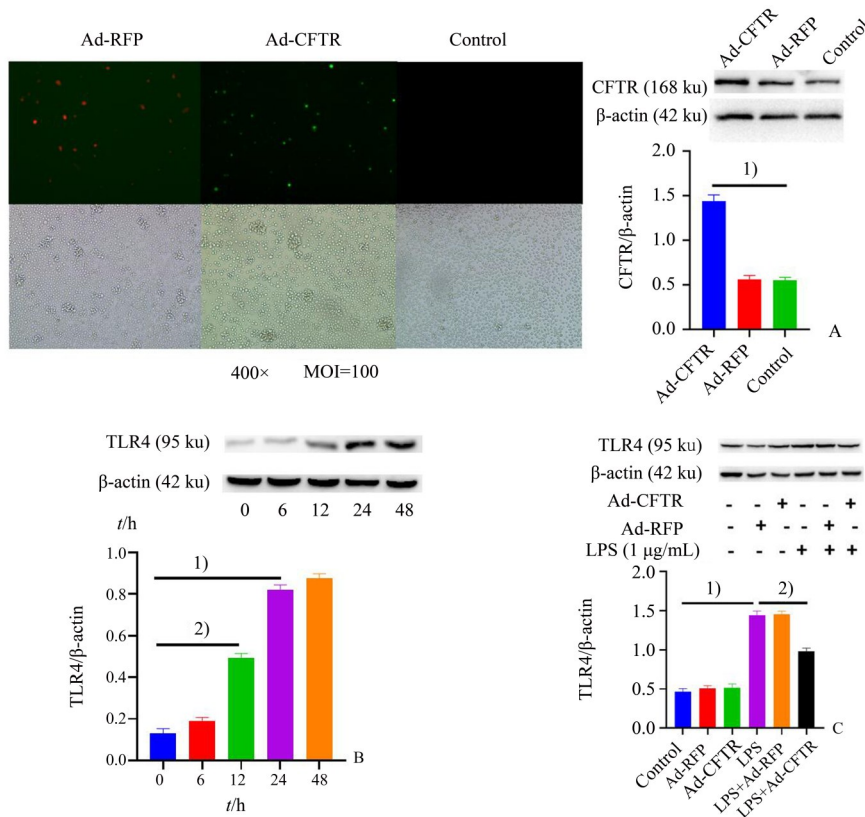 Ad-RFP Ad-CFTR Control
400× MOI=100
Ad-CFTR Ad-RFP Control
CFTR (168 ku)
β-actin (42 ku)
2.0
1.5
1.0
0.5
0.0
CFTR/β-actin
1)
Ad-CFTR Ad-RFP Control
A
TLR4 (95 ku)
β-actin (42 ku)
0 6 12 24 48
t/h
1.0
0.8
0.6
0.4
0.2
0.0
TLR4/β-actin
1)
2)
0 6 12 24 48
t/h
B
TLR4 (95 ku)
β-actin (42 ku)
Ad-CFTR - - + - - +
Ad-RFP - + - - + -
LPS (1 μg/mL) - - - + + +
2.0
1.5
1.0
0.5
0.0
TLR4/β-actin
1) 2)
Control Ad-RFP Ad-CFTR LPS LPS+Ad-RFP LPS+Ad-CFTR
C